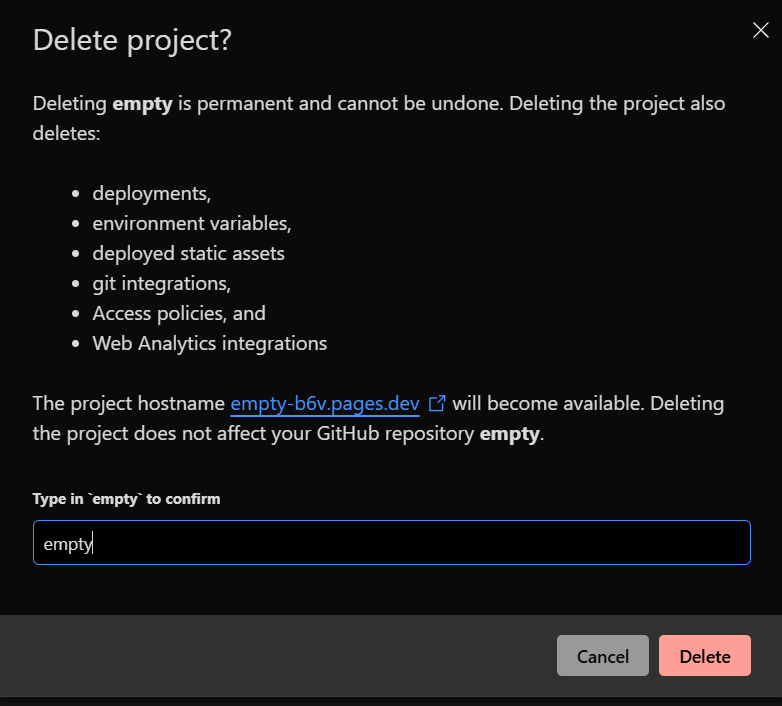 Delete project?
Deleting empty is permanent and cannot be undone. Deleting the project also
deletes:
deployments,
environment variables,
deployed static assets
git integrations,
Access policies, and
Web Analytics integrations
The project hostname empty-b6v.pages.dev will become available. Deleting
the project does not affect your GitHub repository empty.
Type in `empty` to confirm
empty
Cancel Delete